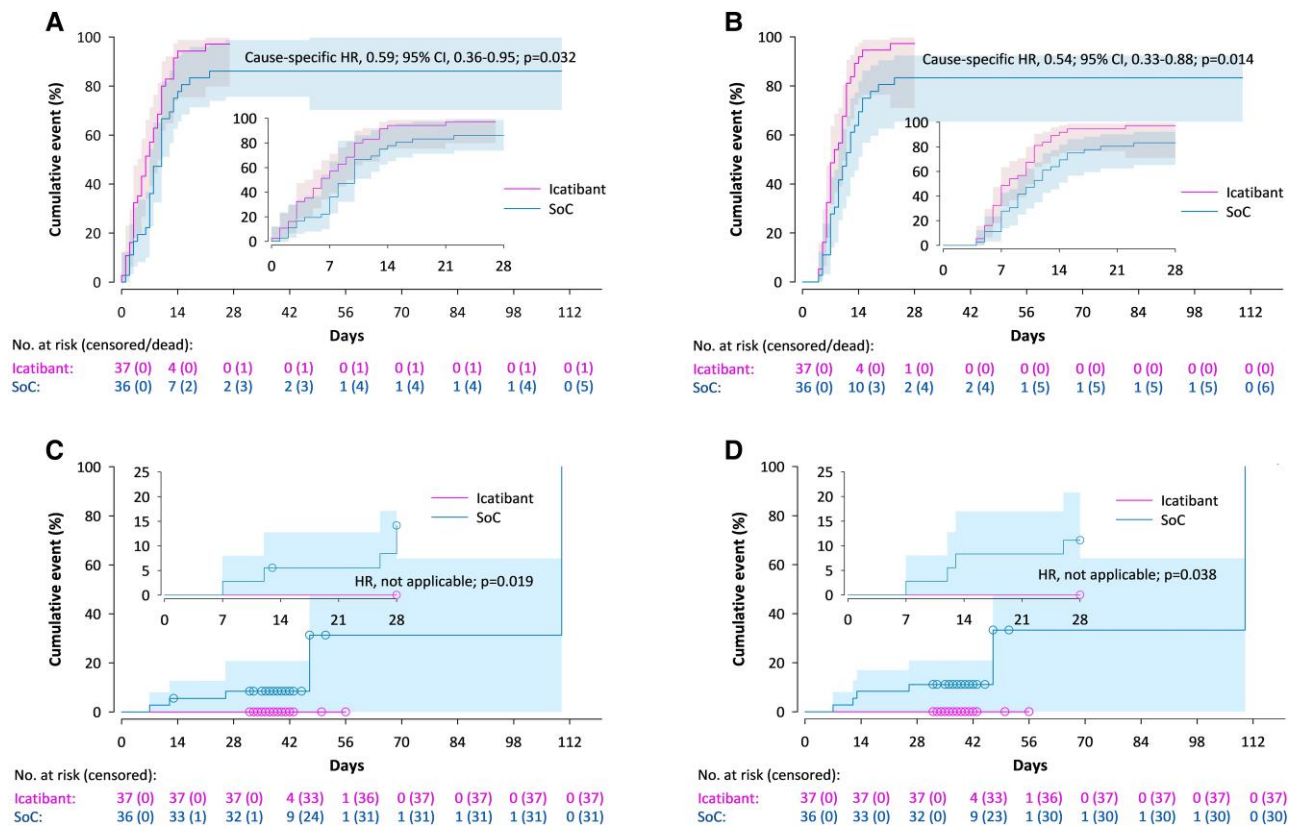 A
100
80
60
40
20
0
Cumulative event (%)
Cause-specific HR, 0.59; 95% CI, 0.36-0.95; p=0.032
100
80
60
40
20
0
0 7 14 21 28
Icatibant
SoC
0 14 28 42 56 70 84 98 112
Days
No. at risk (censored/dead):
Icatibant: 37 (0) 4 (0) 0 (1) 0 (1) 0 (1) 0 (1) 0 (1) 0 (1) 0 (1)
SoC: 36 (0) 7 (2) 2 (3) 2 (3) 1 (4) 1 (4) 1 (4) 1 (4) 0 (5)
B
100
80
60
40
20
0
Cumulative event (%)
Cause-specific HR, 0.54; 95% CI, 0.33-0.88; p=0.014
100
80
60
40
20
0
0 7 14 21 28
Icatibant
SoC
0 14 28 42 56 70 84 98 112
Days
No. at risk (censored/dead):
Icatibant: 37 (0) 4 (0) 1 (0) 0 (0) 0 (0) 0 (0) 0 (0) 0 (0) 0 (0)
SoC: 36 (0) 10 (3) 2 (4) 2 (4) 1 (5) 1 (5) 1 (5) 1 (5) 0 (6)
C
100
80
60
40
20
0
Cumulative event (%)
25
20
15
10
5
0
0 7 14 21 28
Icatibant
SoC
HR, not applicable; p=0.019
0 14 28 42 56 70 84 98 112
Days
No. at risk (censored):
Icatibant: 37 (0) 37 (0) 37 (0) 4 (33) 1 (36) 0 (37) 0 (37) 0 (37) 0 (37)
SoC: 36 (0) 33 (1) 32 (1) 9 (24) 1 (31) 1 (31) 1 (31) 1 (31) 0 (31)
D
100
80
60
40
20
0
Cumulative event (%)
25
20
15
10
5
0
0 7 14 21 28
Icatibant
SoC
HR, not applicable; p=0.038
0 14 28 42 56 70 84 98 112
Days
No. at risk (censored):
Icatibant: 37 (0) 37 (0) 37 (0) 4 (33) 1 (36) 0 (37) 0 (37) 0 (37) 0 (37)
SoC: 36 (0) 33 (0) 32 (0) 9 (23) 1 (30) 1 (30) 1 (30) 1 (30) 0 (30)